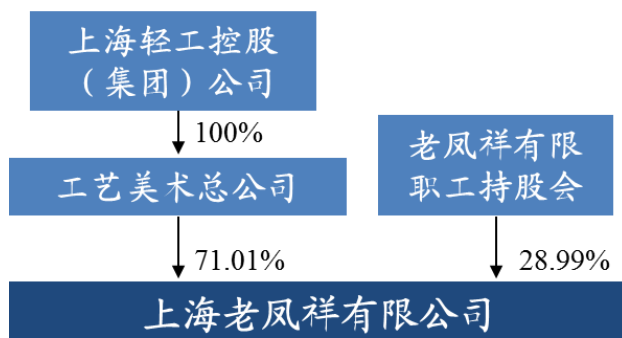 上海轻工控股
（集团）公司
100%
工艺美术总公司
老凤祥有限
职工持股会
71.01%
28.99%
上海老凤祥有限公司